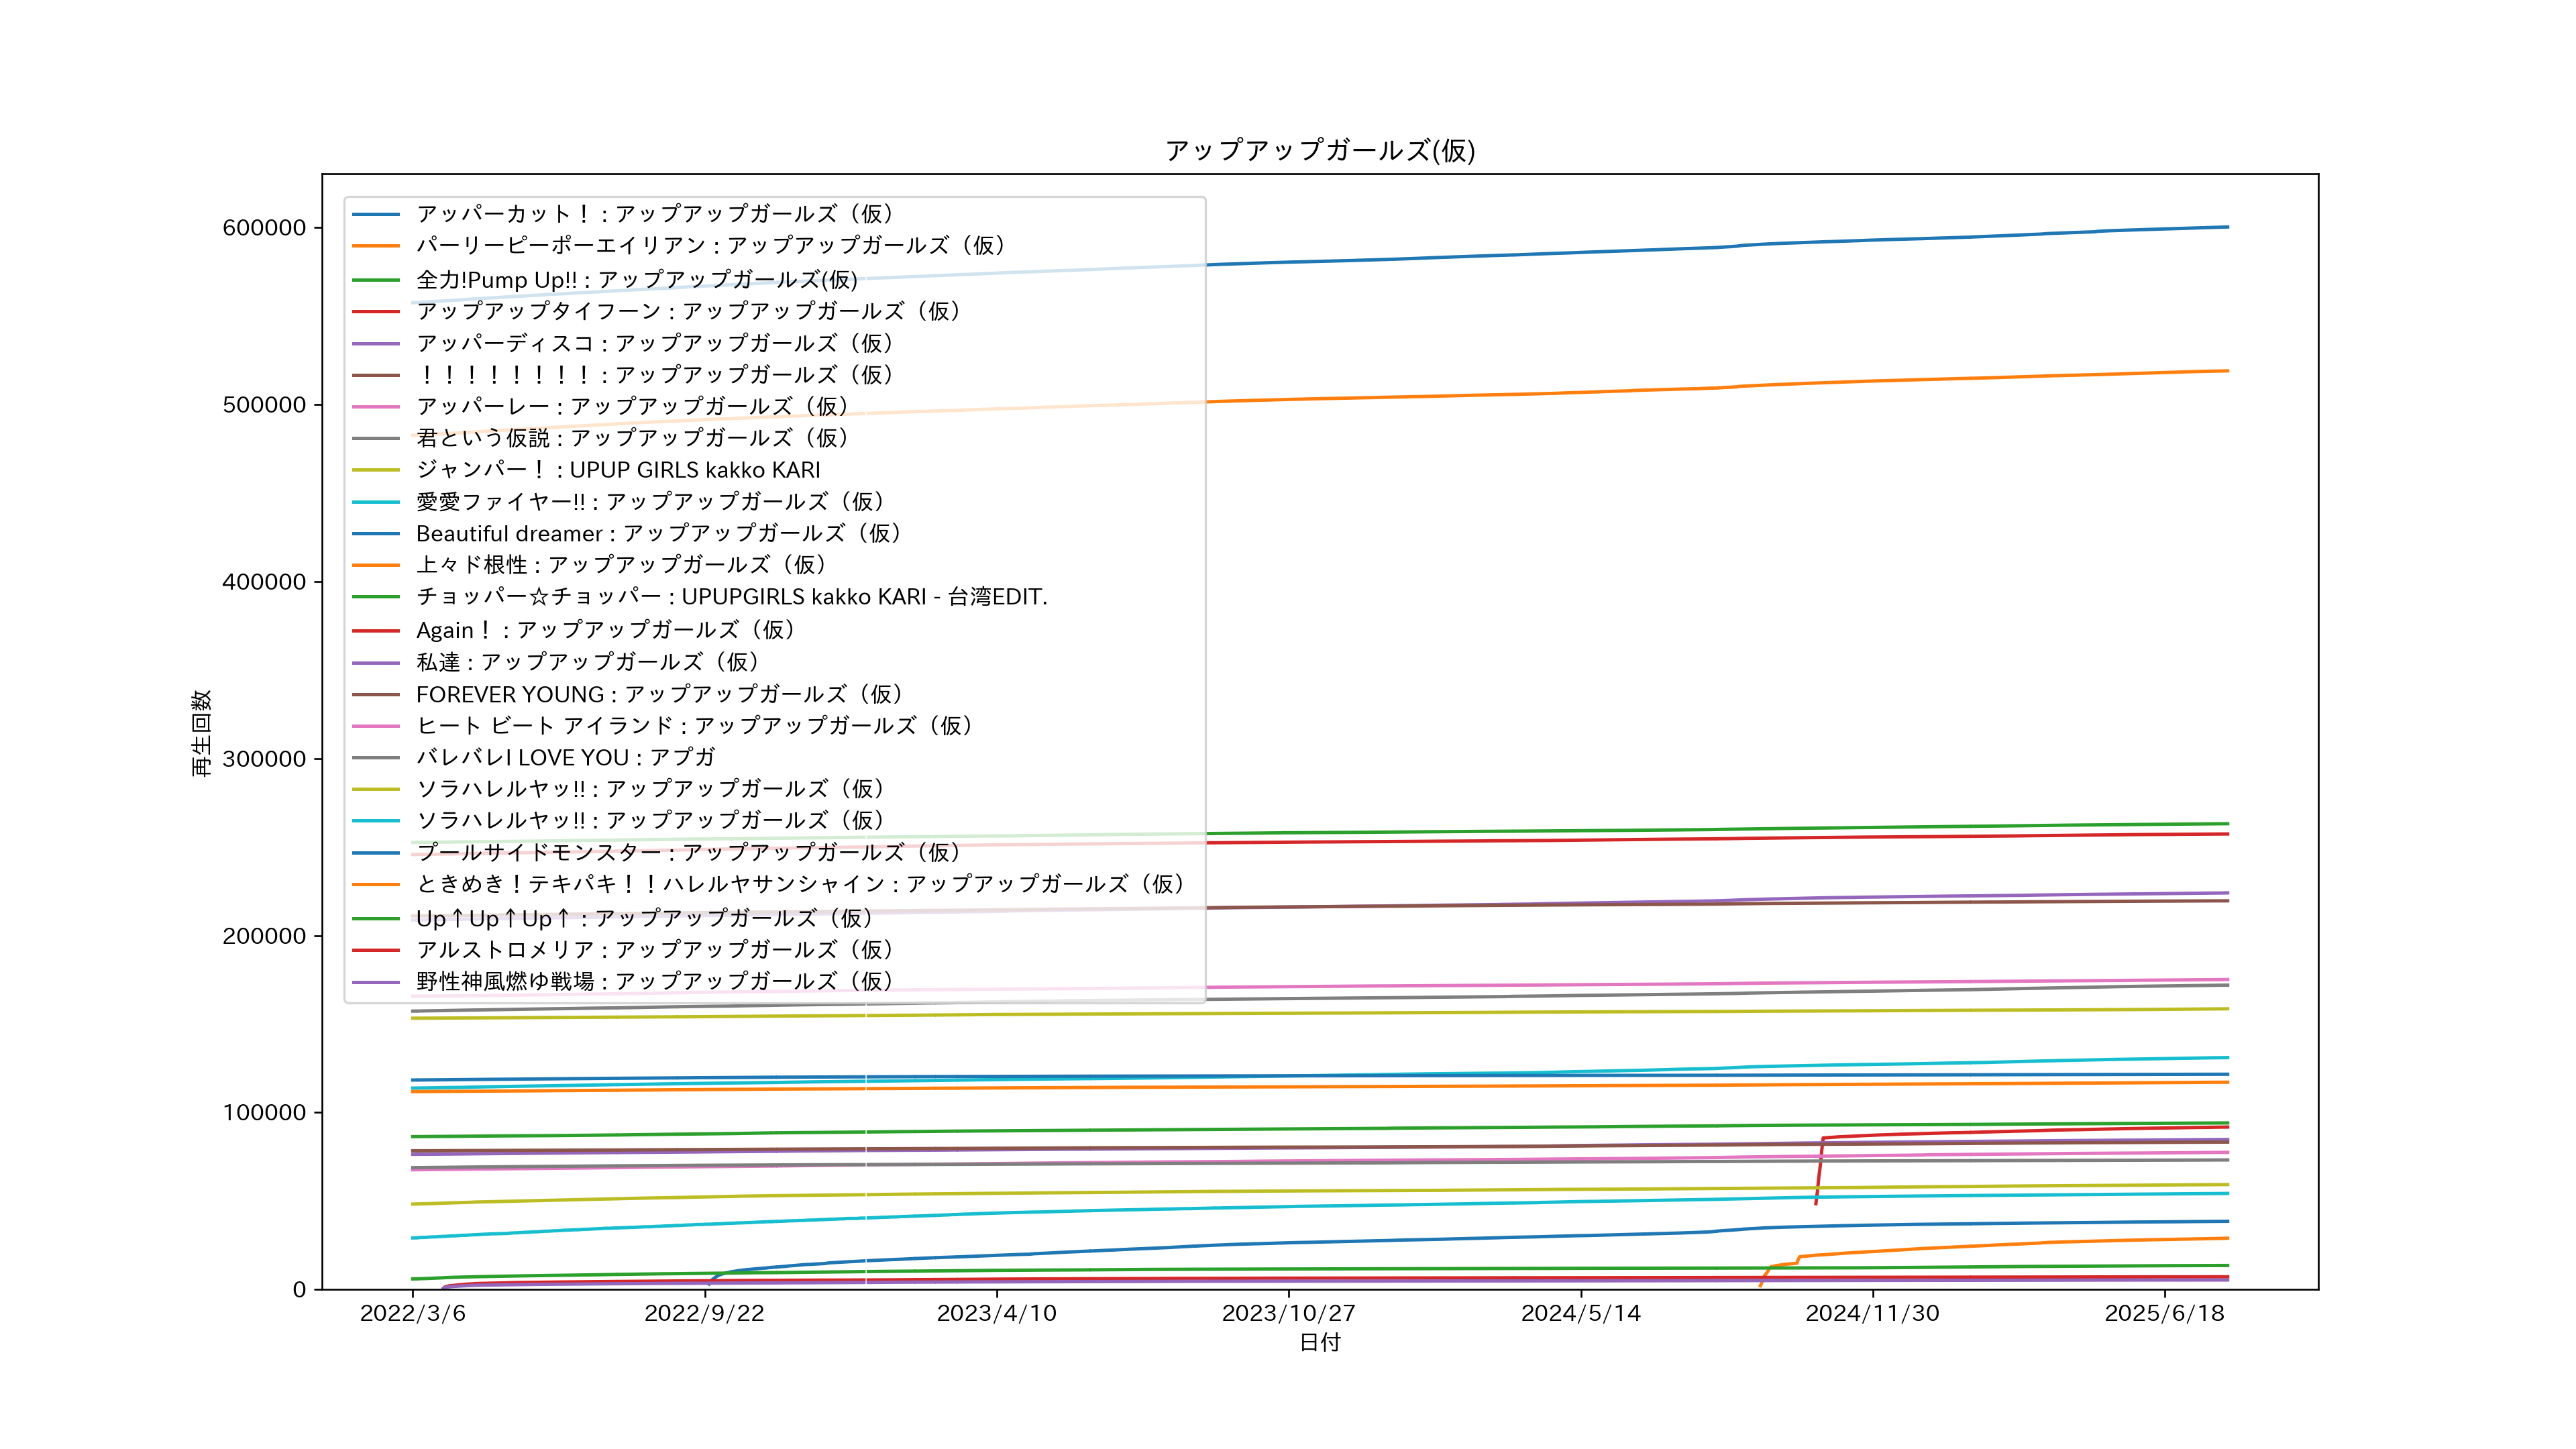 アップアップガールズ(仮)
600000
500000
400000
300000
200000
100000
0
再生回数
アッパーカット！ : アップアップガールズ（仮）
パーリーピーポーエイリアン : アップアップガールズ（仮）
全力!Pump Up!! : アップアップガールズ(仮)
アップアップタイフーン : アップアップガールズ（仮）
アッパーディスコ : アップアップガールズ（仮）
！！！！！！！！ : アップアップガールズ（仮）
アッパーレー : アップアップガールズ（仮）
君という仮説 : アップアップガールズ（仮）
ジャンパー！ : UPUP GIRLS kakko KARI
愛愛ファイヤー!! : アップアップガールズ（仮）
Beautiful dreamer : アップアップガールズ（仮）
上々ド根性 : アップアップガールズ（仮）
チョッパー☆チョッパー : UPUPGIRLS kakko KARI - 台湾EDIT.
Again！ : アップアップガールズ（仮）
私達 : アップアップガールズ（仮）
FOREVER YOUNG : アップアップガールズ（仮）
ヒート ビート アイランド : アップアップガールズ（仮）
バレバレI LOVE YOU : アプガ
ソラハレルヤッ!! : アップアップガールズ（仮）
ソラハレルヤッ!! : アップアップガールズ（仮）
プールサイドモンスター : アップアップガールズ（仮）
ときめき！テキパキ！！ハレルヤサンシャイン : アップアップガールズ（仮）
Up↑Up↑Up↑ : アップアップガールズ（仮）
アルストロメリア : アップアップガールズ（仮）
野性神風燃ゆ戦場 : アップアップガールズ（仮）
2022/3/6
2022/9/22
2023/4/10
2023/10/27
2024/5/14
2024/11/30
2025/6/18
日付